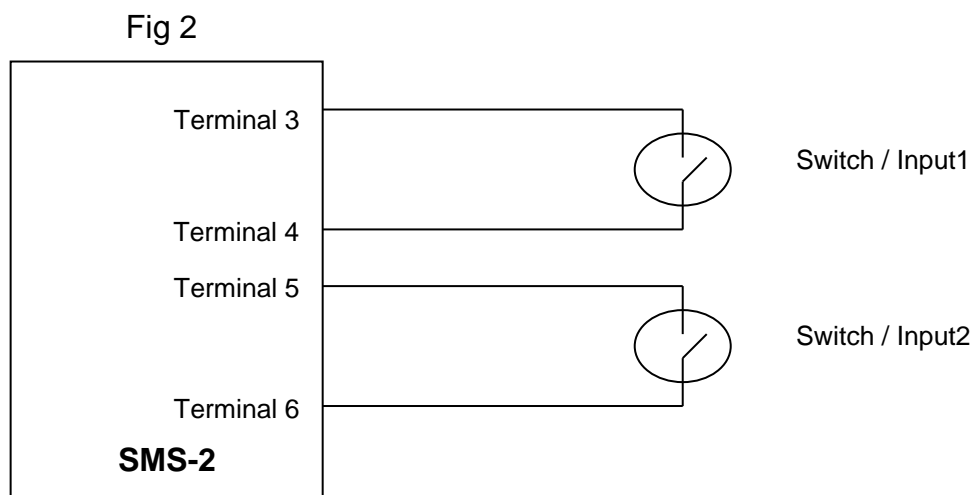 Fig 2
Terminal 3
Switch / Input1
Terminal 4
Terminal 5
Switch / Input2
Terminal 6
SMS-2